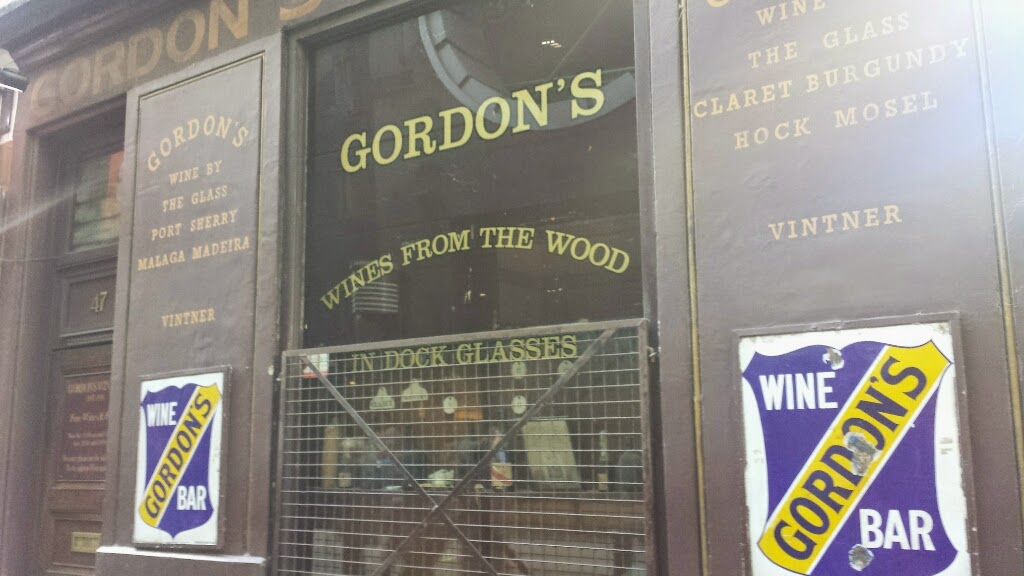 GORDON'S
GORDON'S
WINE BY
THE GLASS
PORT SHERRY
MALAGA MADEIRA
VINTNER
47
WINE
GORDON'S
BAR
GORDON'S
WINES FROM THE WOOD
IN DOCK GLASSES
WINE
THE GLASS
CLARET BURGUNDY
HOCK MOSEL
VINTNER
WINE
GORDON'S
BAR